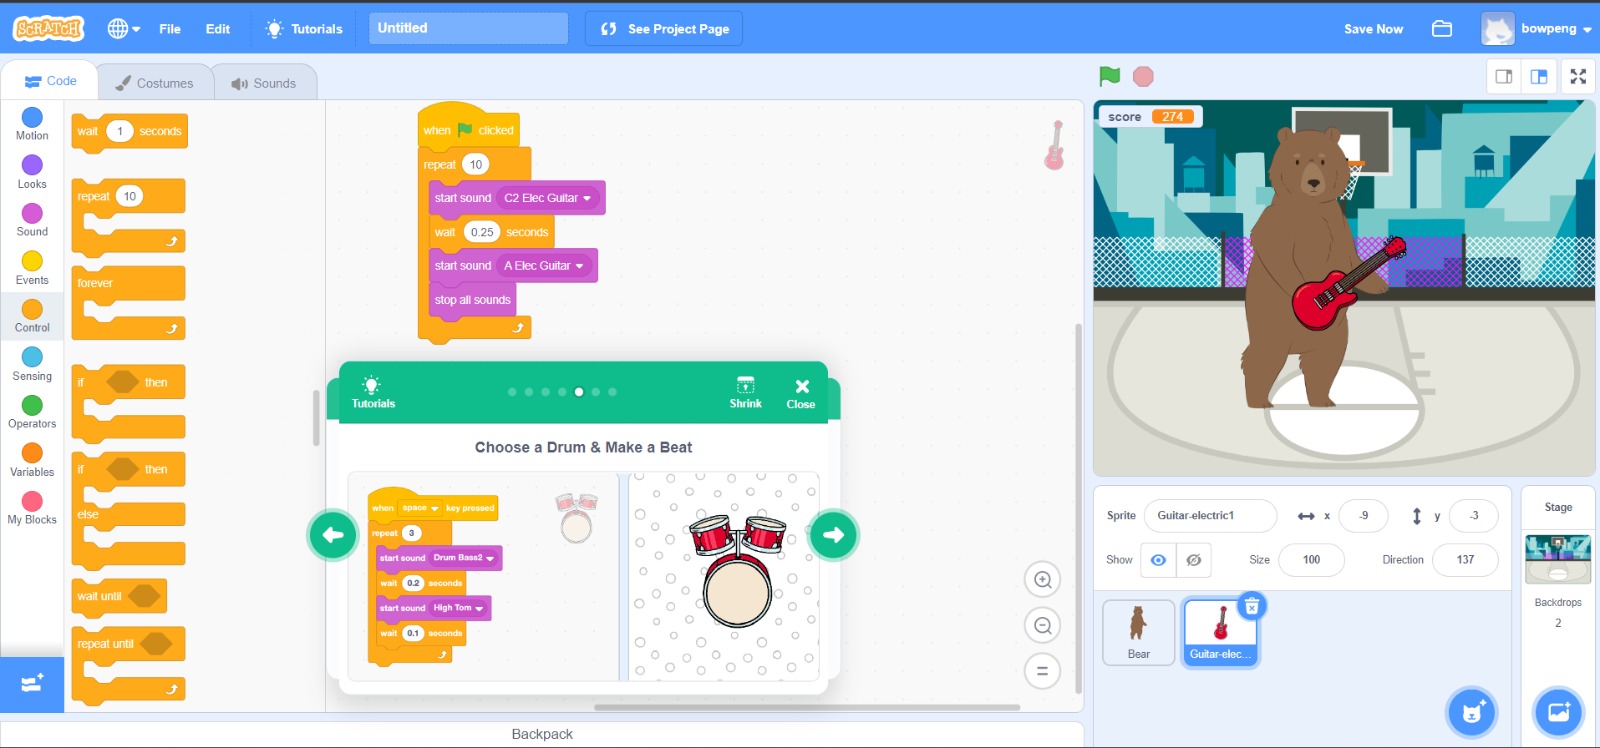 SCRATCH
File
Edit
Tutorials
Untitled
See Project Page
Save Now
bowpeng
Code
Costumes
Sounds
Motion
Looks
Sound
Events
Control
Sensing
Operators
Variables
My Blocks
wait 1 seconds
repeat 10
forever
if then
if then
else
wait until
repeat until
when clicked
repeat 10
start sound C2 Elec Guitar
wait 0.25 seconds
start sound A Elec Guitar
stop all sounds
Tutorials
Shrink
Close
Choose a Drum & Make a Beat
when space key pressed
repeat 3
start sound Drum Bass2
wait 0.2 seconds
start sound High Tom
wait 0.1 seconds
Backpack
score 274
Sprite Guitar-electric1 x -9 y -3
Show Size 100 Direction 137
Bear
Guitar-elec...
Stage
Backdrops
2